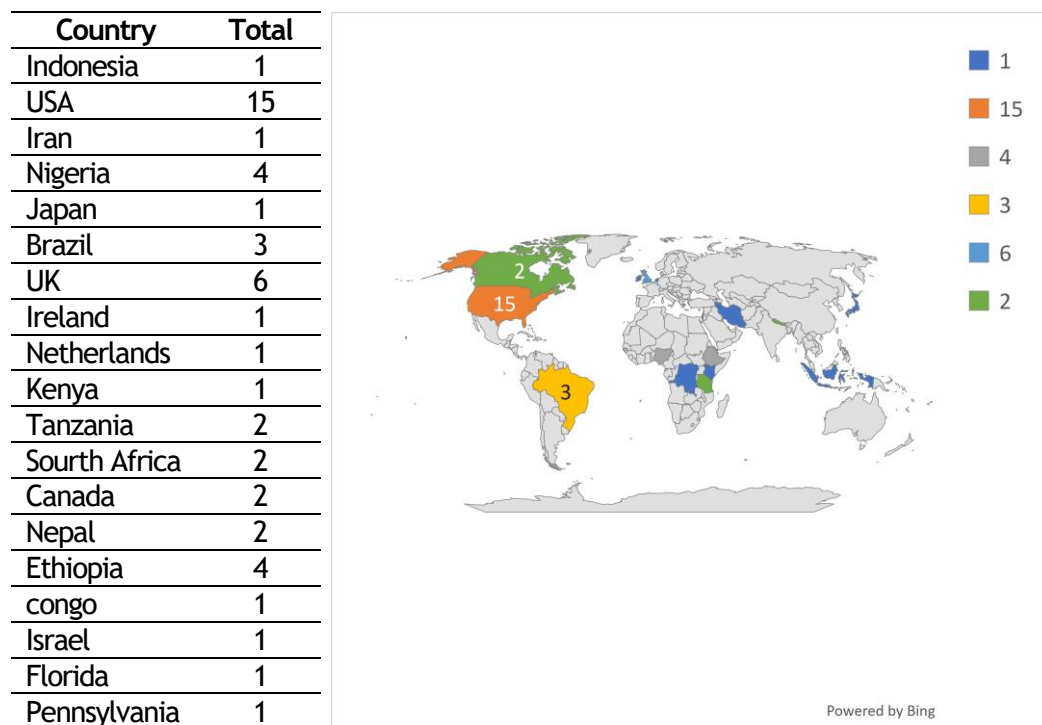 Country Total
Indonesia 1
USA 15
Iran 1
Nigeria 4
Japan 1
Brazil 3
UK 6
Ireland 1
Netherlands 1
Kenya 1
Tanzania 2
Sourth Africa 2
Canada 2
Nepal 2
Ethiopia 4
congo 1
Israel 1
Florida 1
Pennsylvania 1
2
15
3
1
15
4
3
6
2
Powered by Bing